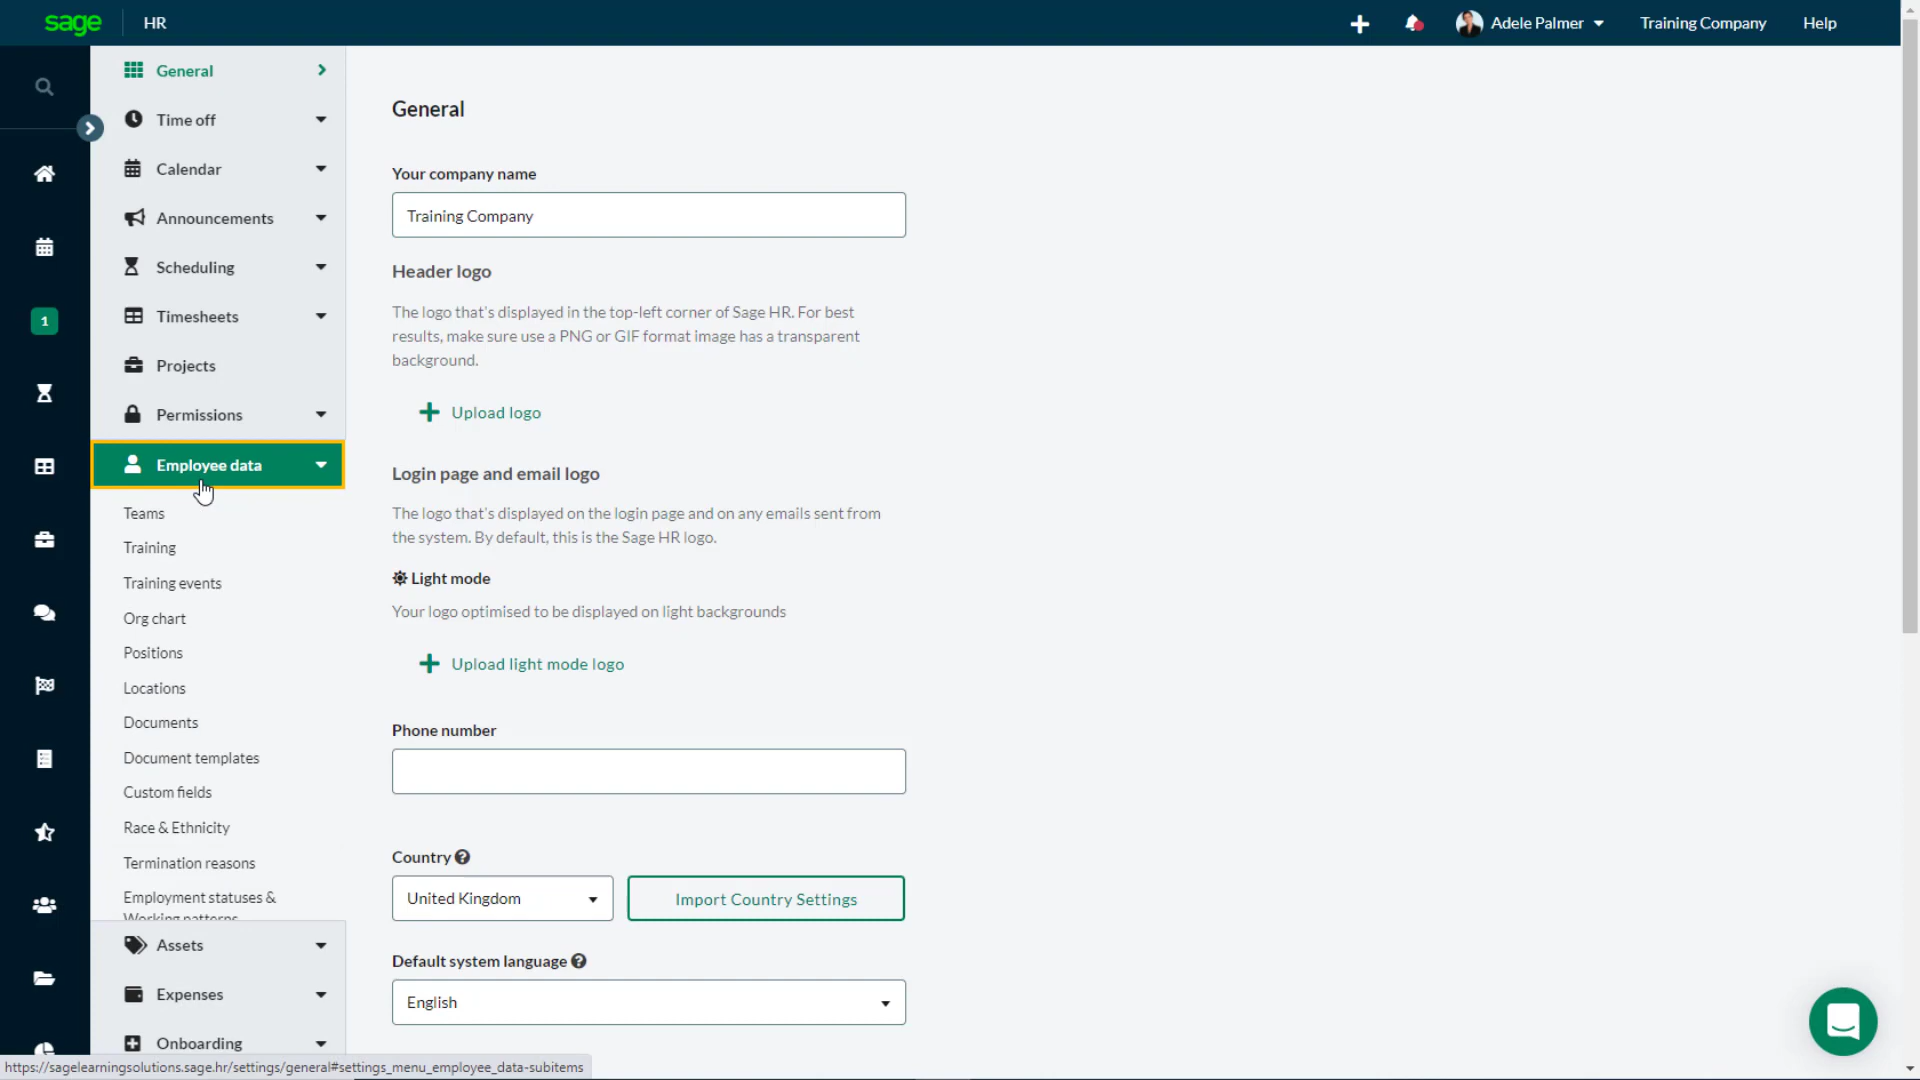 sage HR Adele Palmer Training Company Help
General
Time off
Calendar
Announcements
Scheduling
1
Timesheets
Projects
Permissions
Employee data
Teams
Training
Training events
Org chart
Positions
Locations
Documents
Document templates
Custom fields
Race & Ethnicity
Termination reasons
Employment statuses &
Working patterns
Assets
Expenses
Onboarding
General
Your company name
Training Company
Header logo
The logo that's displayed in the top-left corner of Sage HR. For best
results, make sure use a PNG or GIF format image has a transparent
background.
Upload logo
Login page and email logo
The logo that's displayed on the login page and on any emails sent from
the system. By default, this is the Sage HR logo.
Light mode
Your logo optimised to be displayed on light backgrounds
Upload light mode logo
Phone number
Country
United Kingdom Import Country Settings
Default system language
English
https://sagelearningsolutions.sage.hr/settings/general#settings_menu_employee_data-subitems